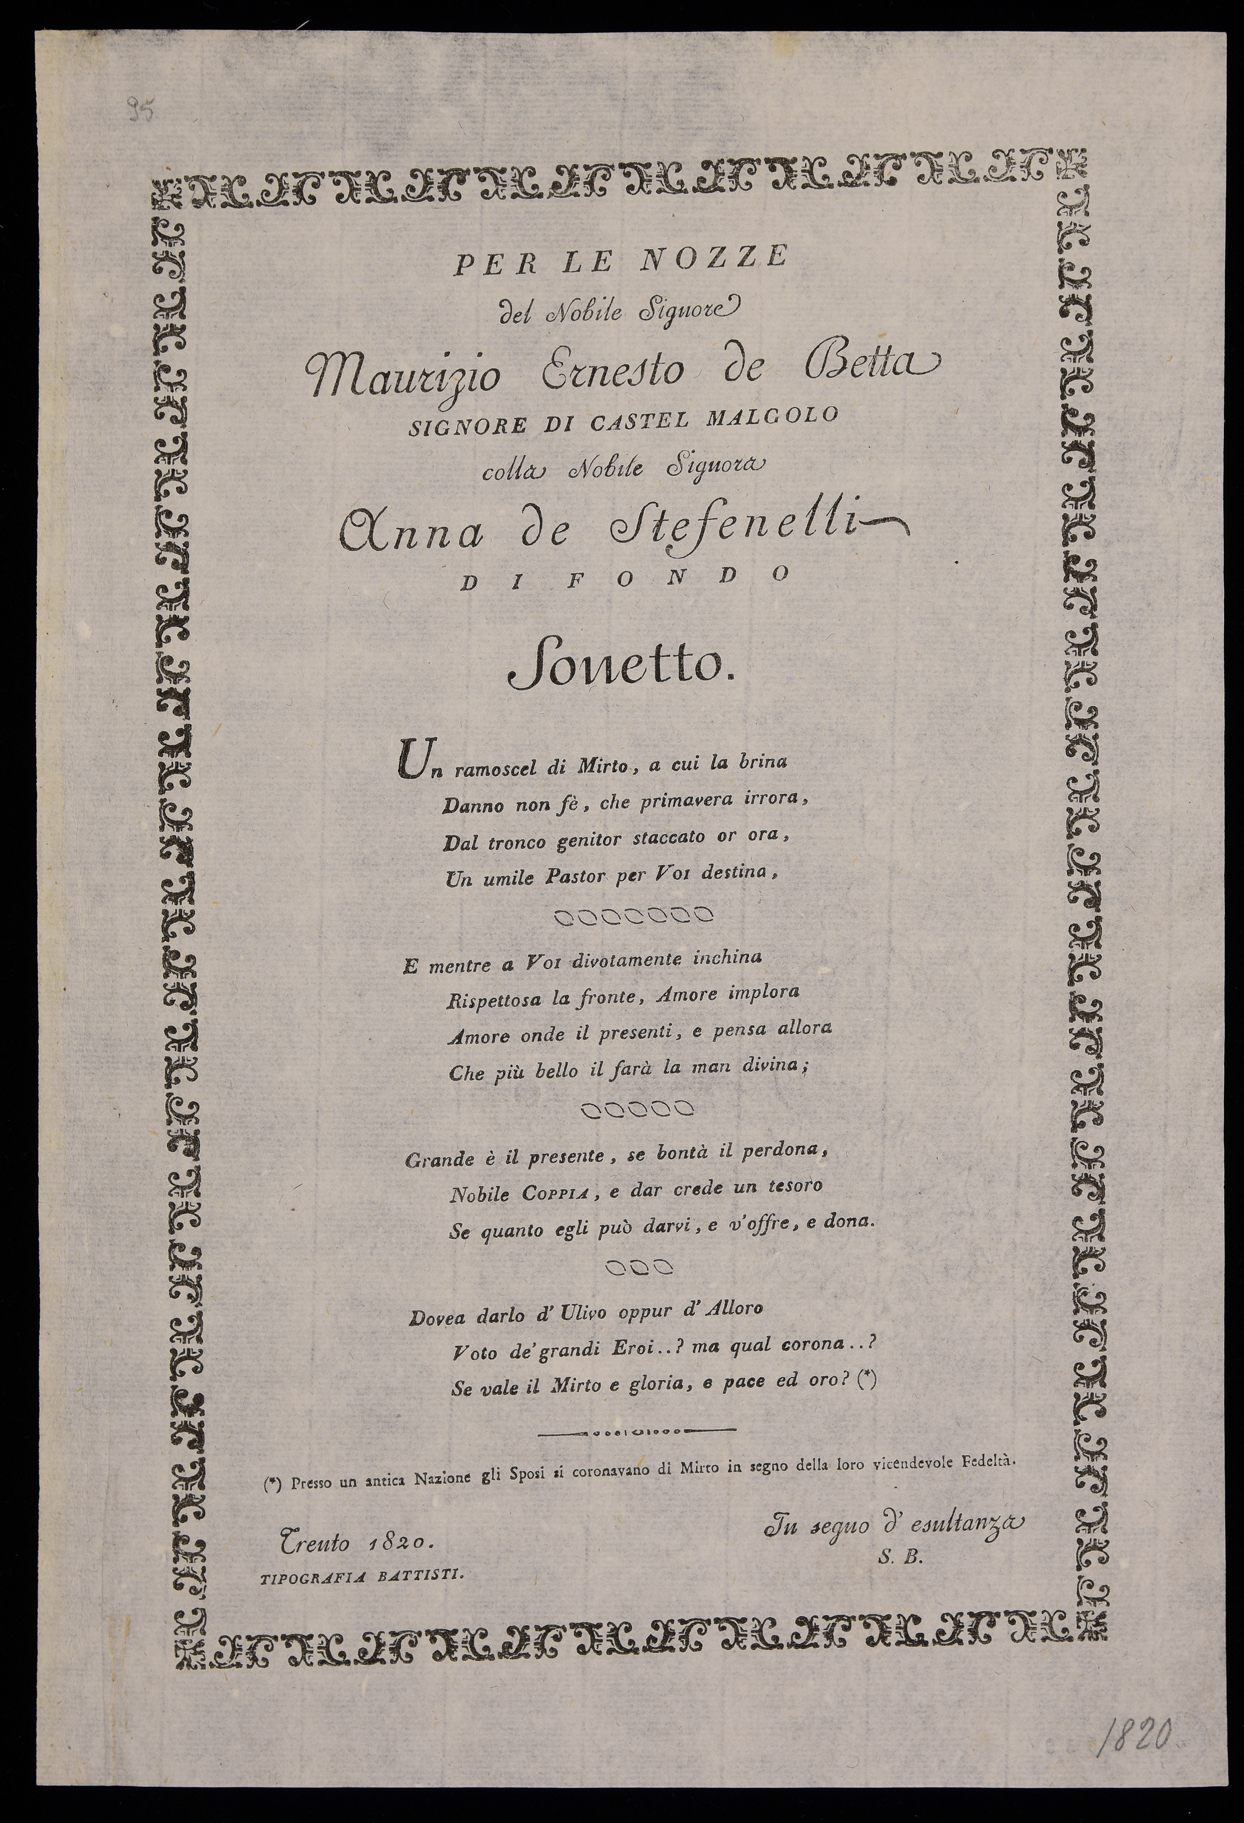 95
PER LE NOZZE
del Nobile Signore
Maurizio Ernesto de Betta
SIGNORE DI CASTEL MALGOLO
colla Nobile Signora
Anna de Stefenelli
DI FONDO
Sonetto.
Un ramoscel di Mirto, a cui la brina
Danno non fè, che primavera irrora,
Dal tronco genitor staccato or ora,
Un umile Pastor per VOI destina,
E mentre a VOI divotamente inchina
Rispettosa la fronte, Amore implora
Amore onde il presenti, e pensa allora
Che più bello il farà la man divina;
Grande è il presente, se bontà il perdona,
Nobile COPPIA, e dar crede un tesoro
Se quanto egli può darvi, e v'offre, e dona.
Dovea darlo d' Ulivo oppur d' Alloro
Voto de' grandi Eroi..? ma qual corona..?
Se vale il Mirto e gloria, e pace ed oro? (*)
(*) Presso un antica Nazione gli Sposi si coronavano di Mirto in segno della loro vicendevole Fedeltà.
In segno d' esultanza
S. B.
Trento 1820.
TIPOGRAFIA BATTISTI.
1820.